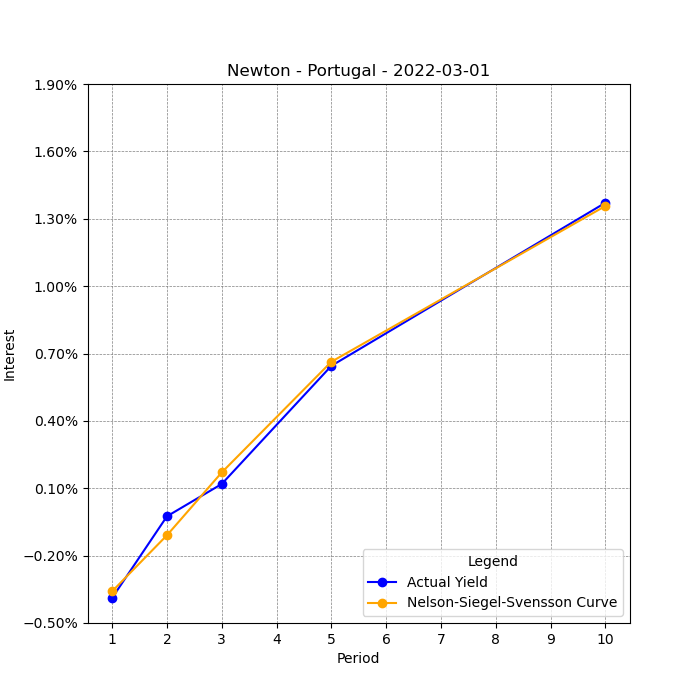 Newton - Portugal - 2022-03-01
1.90%
1.60%
1.30%
1.00%
0.70%
0.40%
0.10%
−0.20%
−0.50%
Interest
1 2 3 4 5 6 7 8 9 10
Period
Legend
Actual Yield
Nelson-Siegel-Svensson Curve